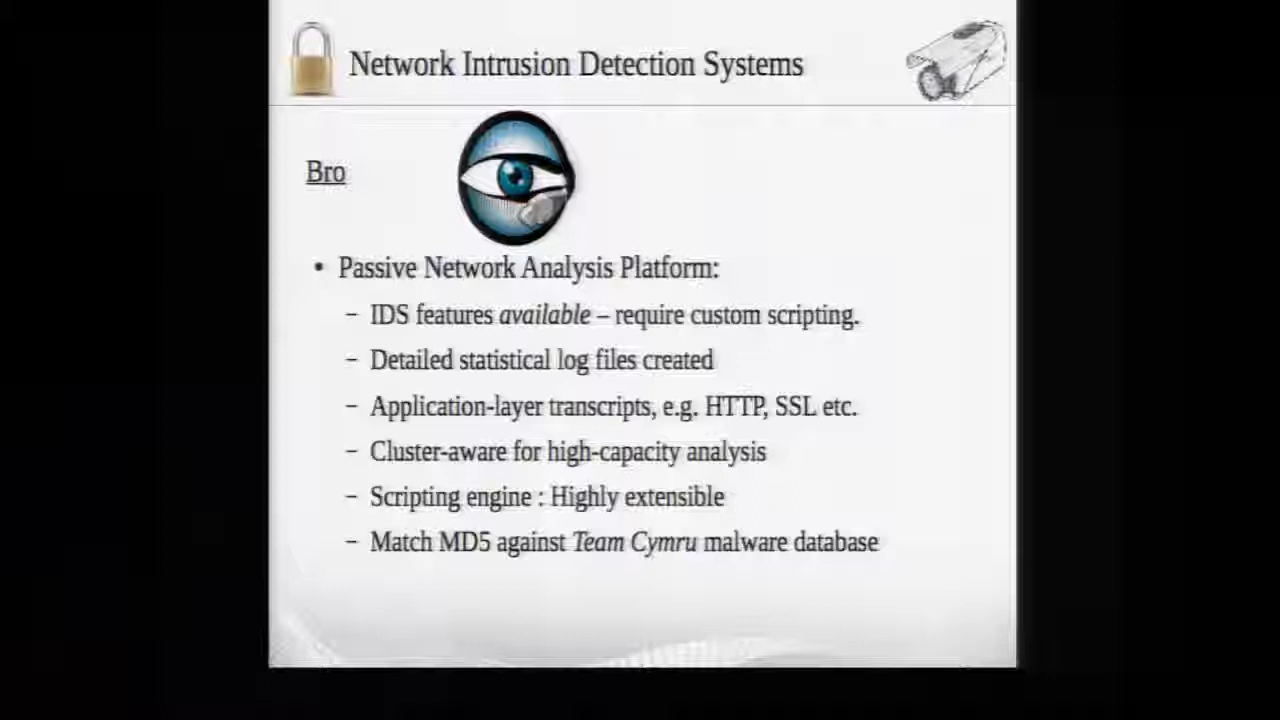 Network Intrusion Detection Systems
Bro
• Passive Network Analysis Platform:
– IDS features available – require custom scripting.
– Detailed statistical log files created
– Application-layer transcripts, e.g. HTTP, SSL etc.
– Cluster-aware for high-capacity analysis
– Scripting engine : Highly extensible
– Match MD5 against Team Cymru malware database